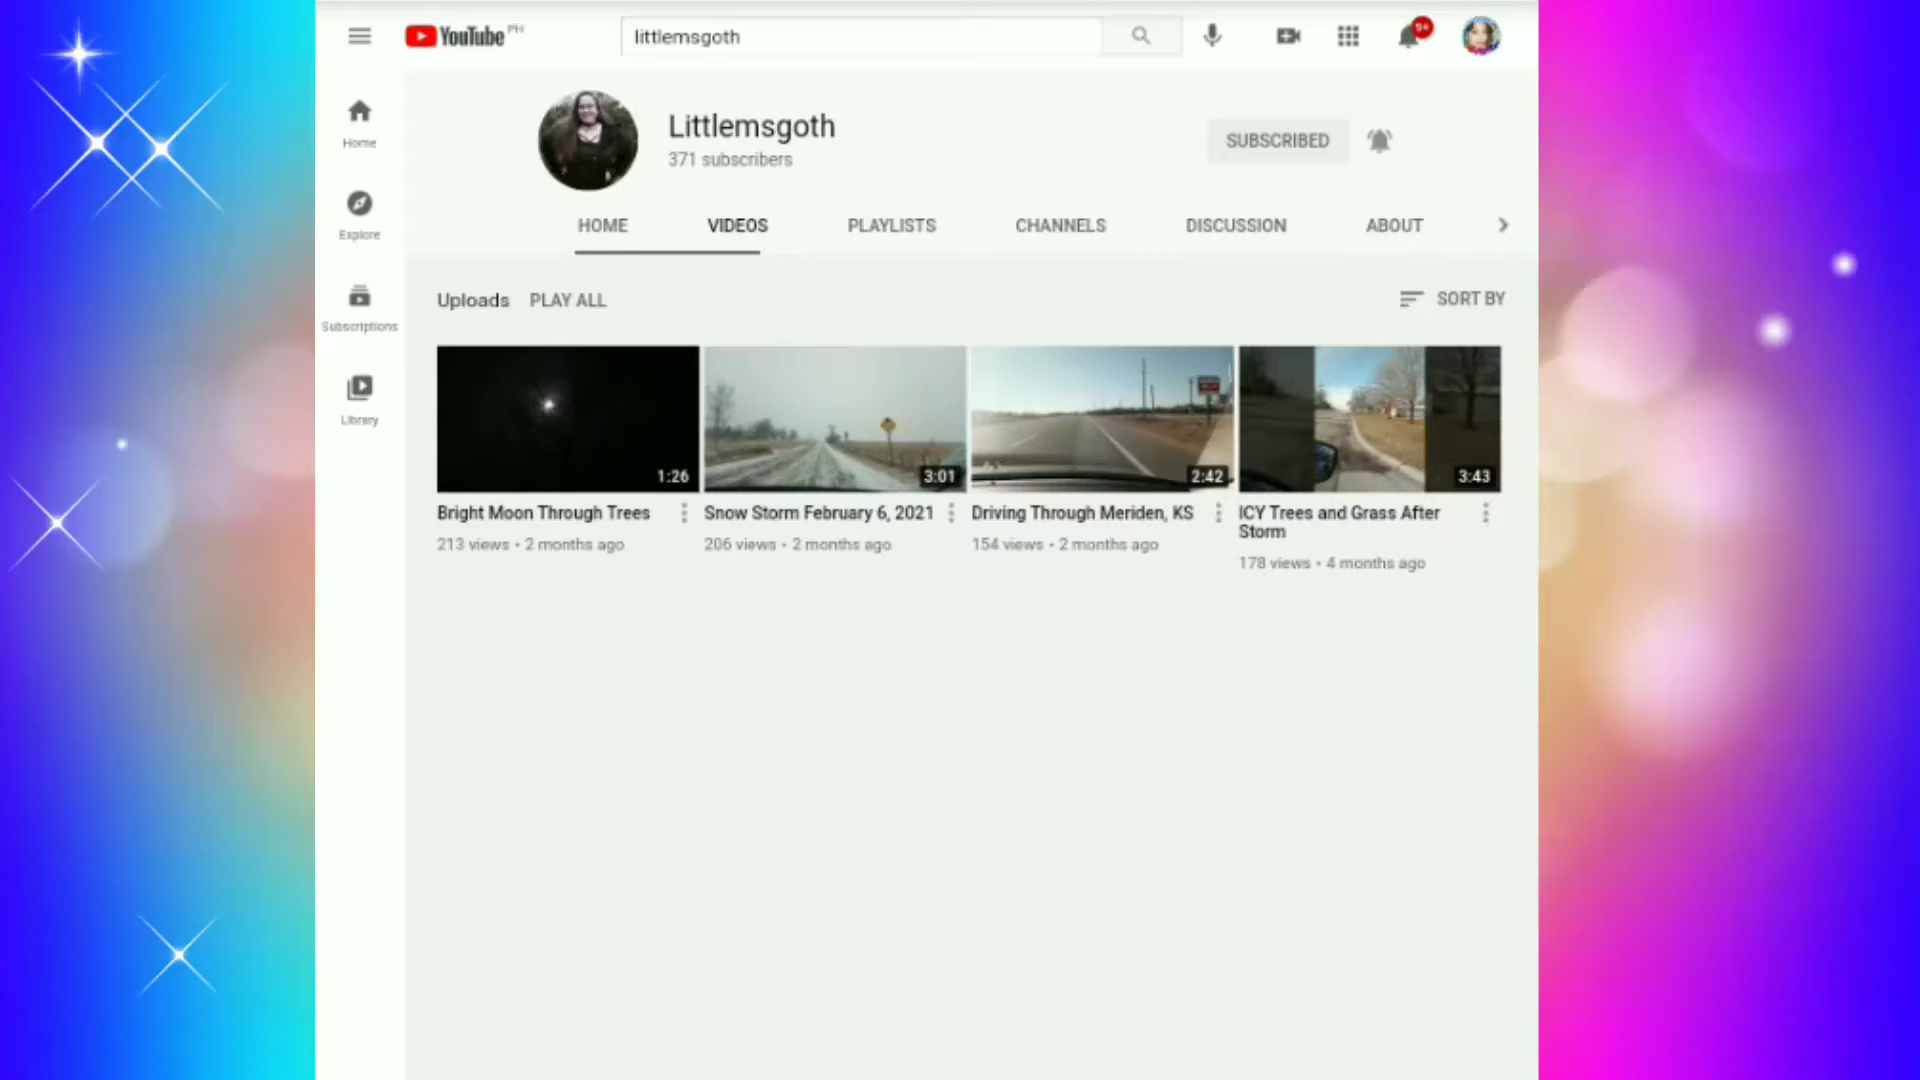 YouTube PH
littlemsgoth
9+
Home
Explore
Subscriptions
Library
Littlemsgoth
371 subscribers
SUBSCRIBED
HOME
VIDEOS
PLAYLISTS
CHANNELS
DISCUSSION
ABOUT
Uploads
PLAY ALL
SORT BY
1:26
3:01
2:42
3:43
Bright Moon Through Trees
213 views • 2 months ago
Snow Storm February 6, 2021
206 views • 2 months ago
Driving Through Meriden, KS
154 views • 2 months ago
ICY Trees and Grass After
Storm
178 views • 4 months ago